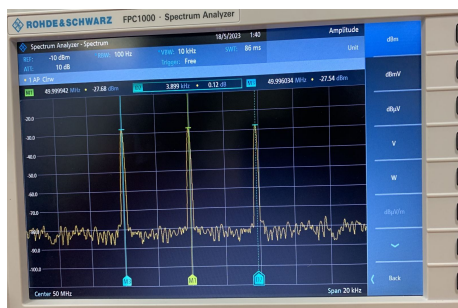 ROHDE&SCHWARZ FPC1000 · Spectrum Analyzer
Spectrum Analyzer - Spectrum 18/5/2023 1:40 Amplitude
REF: -10 dBm RBW: 100 Hz VBW: 10 kHz SWT: 86 ms Unit
ATT: 10 dB Trigger: Free
1 AP Clrw
M1 49.999942 MHz • -27.68 dBm 3.899 kHz • 0.12 dB 49.996034 MHz • -27.54 dBm
-20.0
-30.0
-40.0
-50.0
-60.0
-70.0
-80.0
-90.0
-100.0
M1
Center 50 MHz Span 20 kHz
dBm
dBmV
dBµV
V
W
dBµV/m
Back